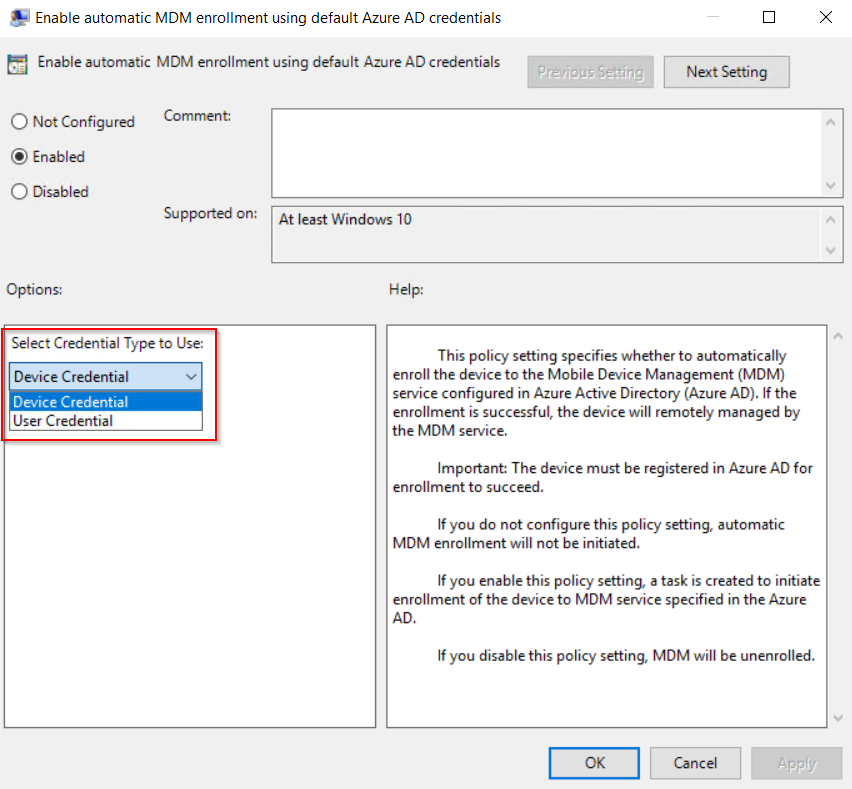 Enable automatic MDM enrollment using default Azure AD credentials
Enable automatic MDM enrollment using default Azure AD credentials
Previous Setting
Next Setting
Not Configured
Enabled
Disabled
Comment:
Supported on:
At least Windows 10
Options:
Help:
Select Credential Type to Use:
Device Credential
Device Credential
User Credential
This policy setting specifies whether to automatically
enroll the device to the Mobile Device Management (MDM)
service configured in Azure Active Directory (Azure AD). If the
enrollment is successful, the device will remotely managed by
the MDM service.
Important: The device must be registered in Azure AD for
enrollment to succeed.
If you do not configure this policy setting, automatic
MDM enrollment will not be initiated.
If you enable this policy setting, a task is created to initiate
enrollment of the device to MDM service specified in the Azure
AD.
If you disable this policy setting, MDM will be unenrolled.
OK
Cancel
Apply